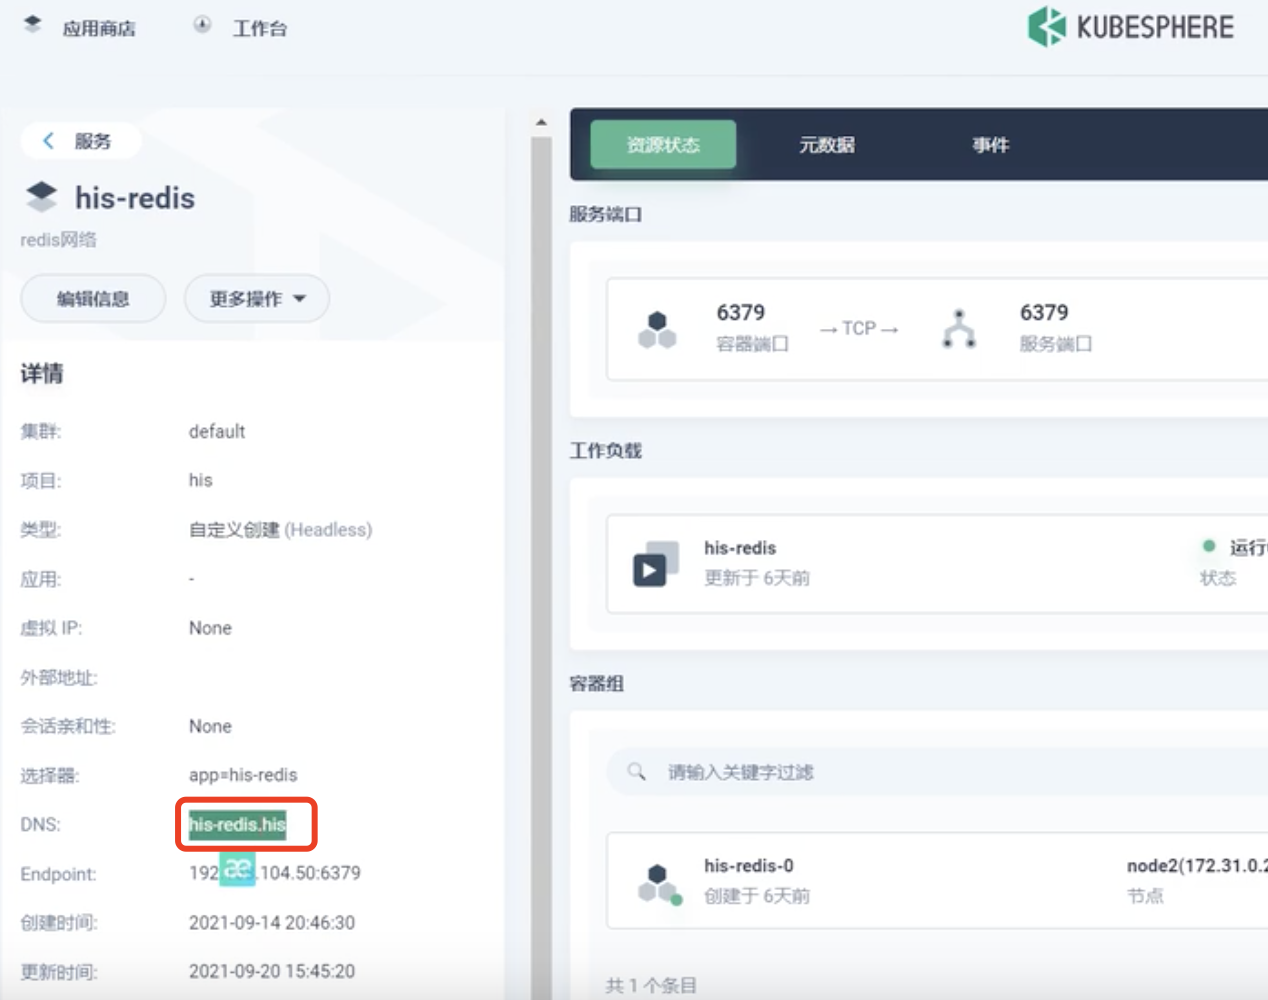 应用商店
工作台
KUBESPHERE
服务
his-redis
redis网络
编辑信息
更多操作
详情
集群: default
项目: his
类型: 自定义创建 (Headless)
应用: -
虚拟 IP: None
外部地址:
会话亲和性: None
选择器: app=his-redis
DNS: his-redis.his
Endpoint: 192 .104.50:6379
创建时间: 2021-09-14 20:46:30
更新时间: 2021-09-20 15:45:20
资源状态
元数据
事件
服务端口
6379
容器端口
→ TCP →
6379
服务端口
工作负载
his-redis
更新于 6天前
运行
状态
容器组
请输入关键字过滤
his-redis-0
创建于 6天前
node2(172.31.0.2
节点
共 1 个条目